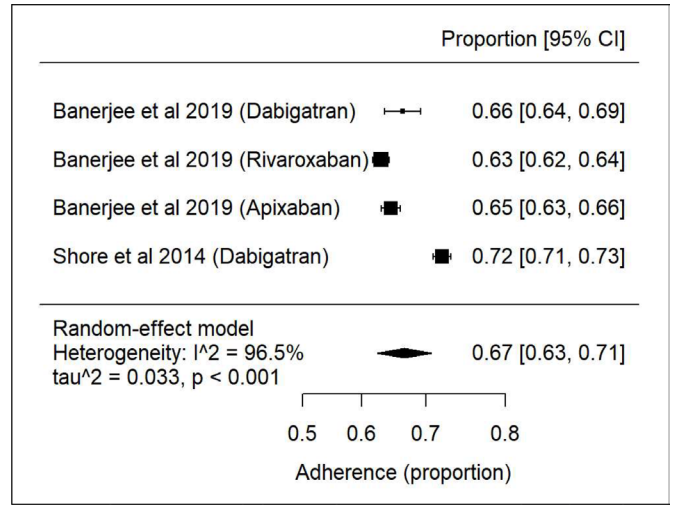 Proportion [95% CI]
Banerjee et al 2019 (Dabigatran) 0.66 [0.64, 0.69]
Banerjee et al 2019 (Rivaroxaban) 0.63 [0.62, 0.64]
Banerjee et al 2019 (Apixaban) 0.65 [0.63, 0.66]
Shore et al 2014 (Dabigatran) 0.72 [0.71, 0.73]
Random-effect model
Heterogeneity: I^2 = 96.5% 0.67 [0.63, 0.71]
tau^2 = 0.033, p < 0.001
0.5 0.6 0.7 0.8
Adherence (proportion)